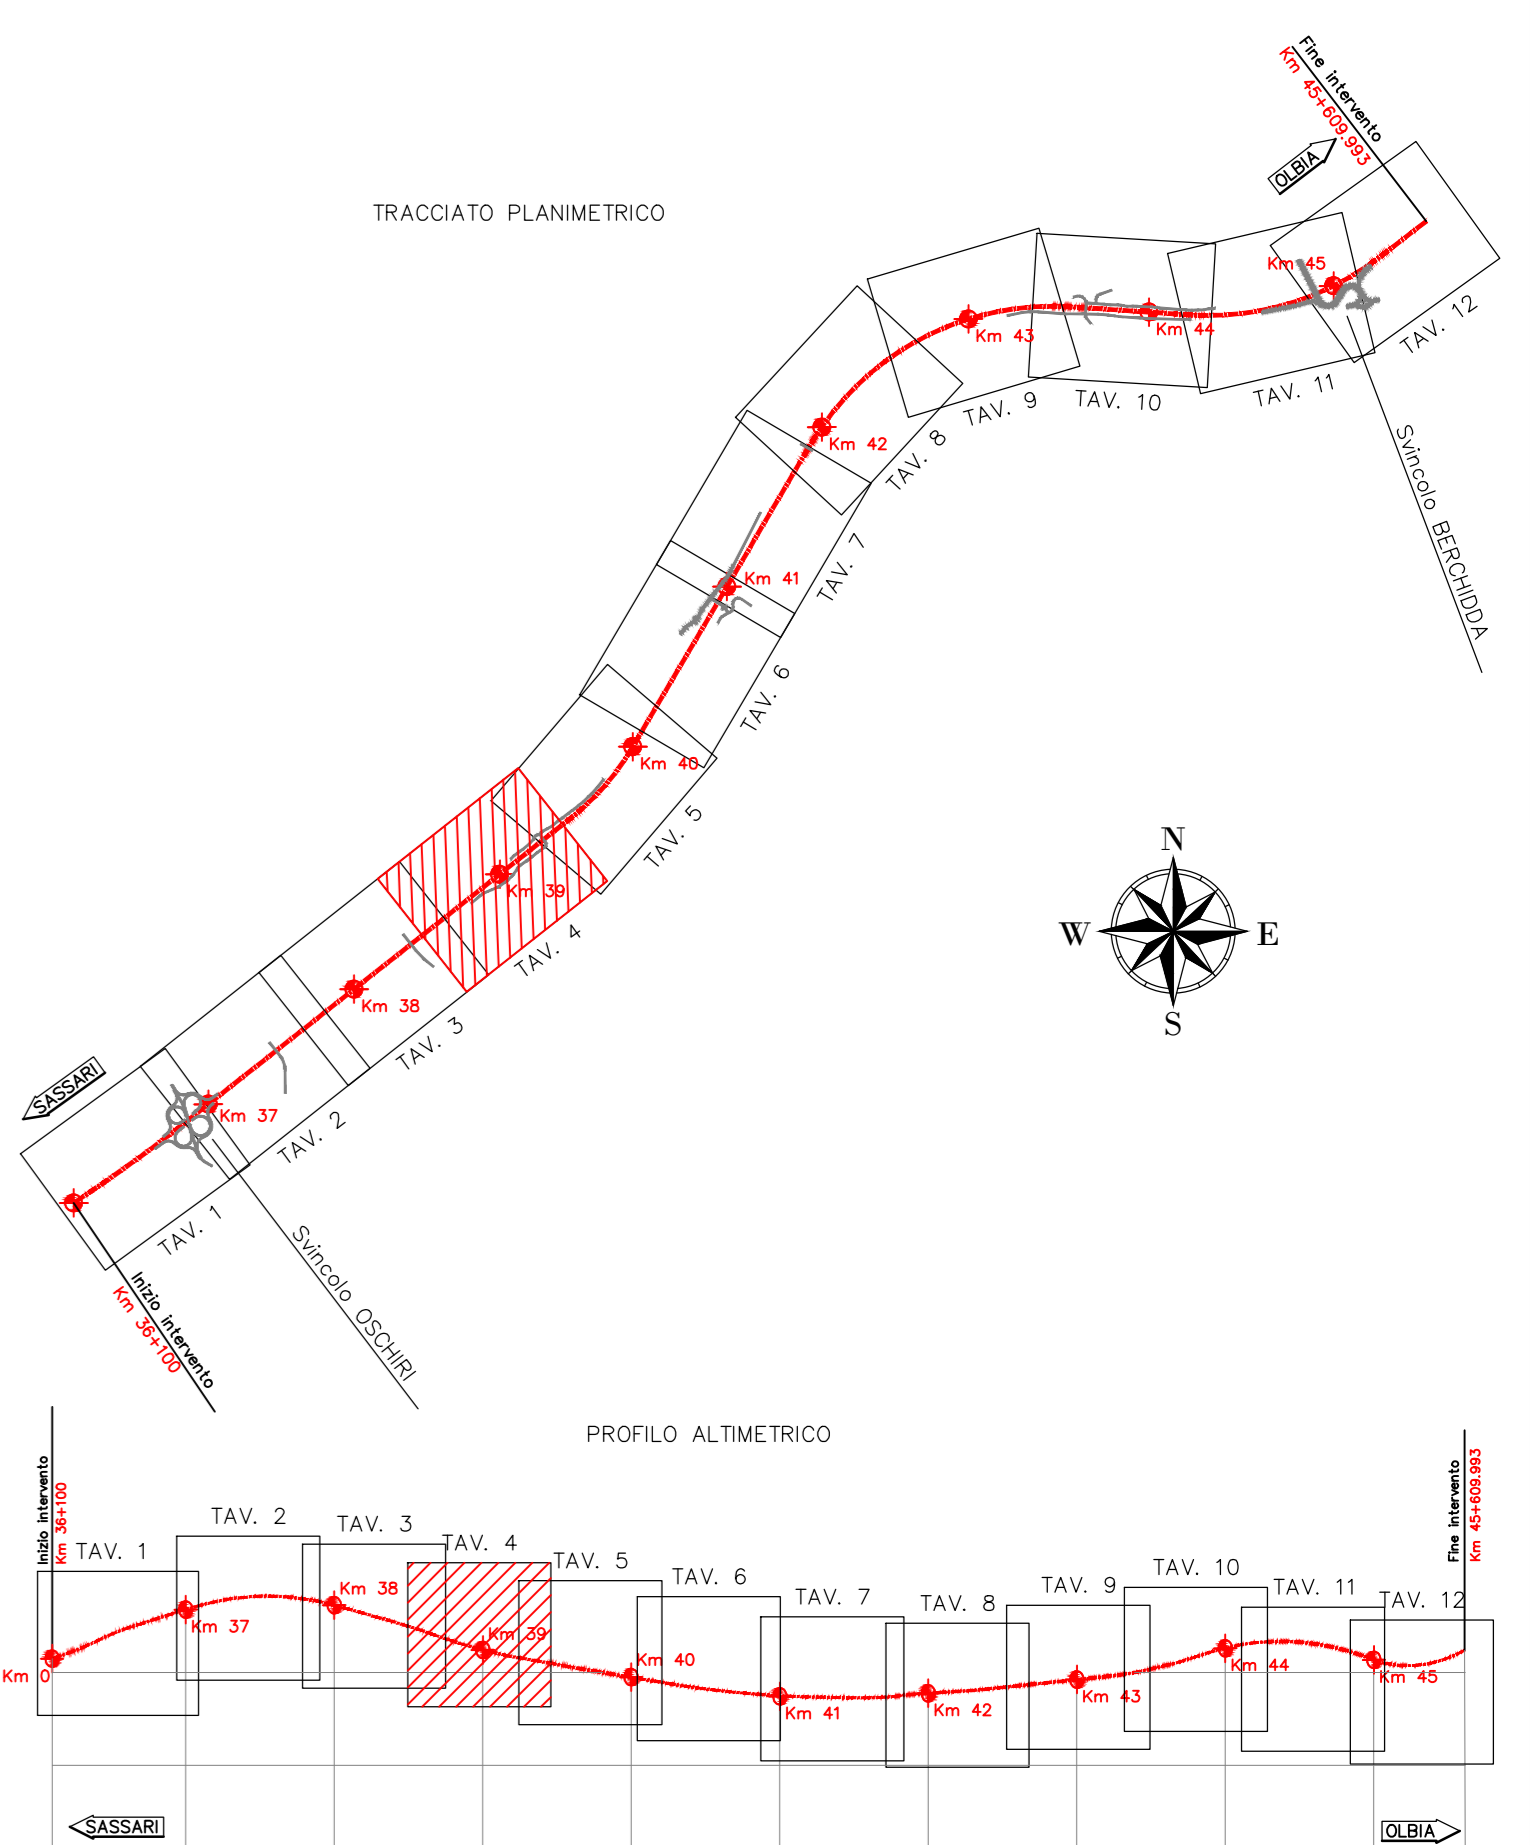 Fine intervento
Km 45+609.993
OLBIA
TRACCIATO PLANIMETRICO
Km 45
TAV. 12
Km 43
Km 44
TAV. 11
TAV. 10
TAV. 9
Km 42
TAV. 8
Svincolo BERCHIDDA
Km 41
TAV. 7
TAV. 6
Km 40
TAV. 5
Km 39
TAV. 4
N
W
E
S
Km 38
TAV. 3
SASSARI
Km 37
TAV. 2
TAV. 1
Svincolo OSCHIRI
Inizio intervento
Km 36+100
PROFILO ALTIMETRICO
Inizio intervento
Km 36+100
Fine intervento
Km 45+609.993
TAV. 1
TAV. 2
TAV. 3
TAV. 4
TAV. 5
TAV. 6
TAV. 7
TAV. 8
TAV. 9
TAV. 10
TAV. 11
TAV. 12
Km 0
Km 37
Km 38
Km 39
Km 40
Km 41
Km 42
Km 43
Km 44
Km 45
SASSARI
OLBIA